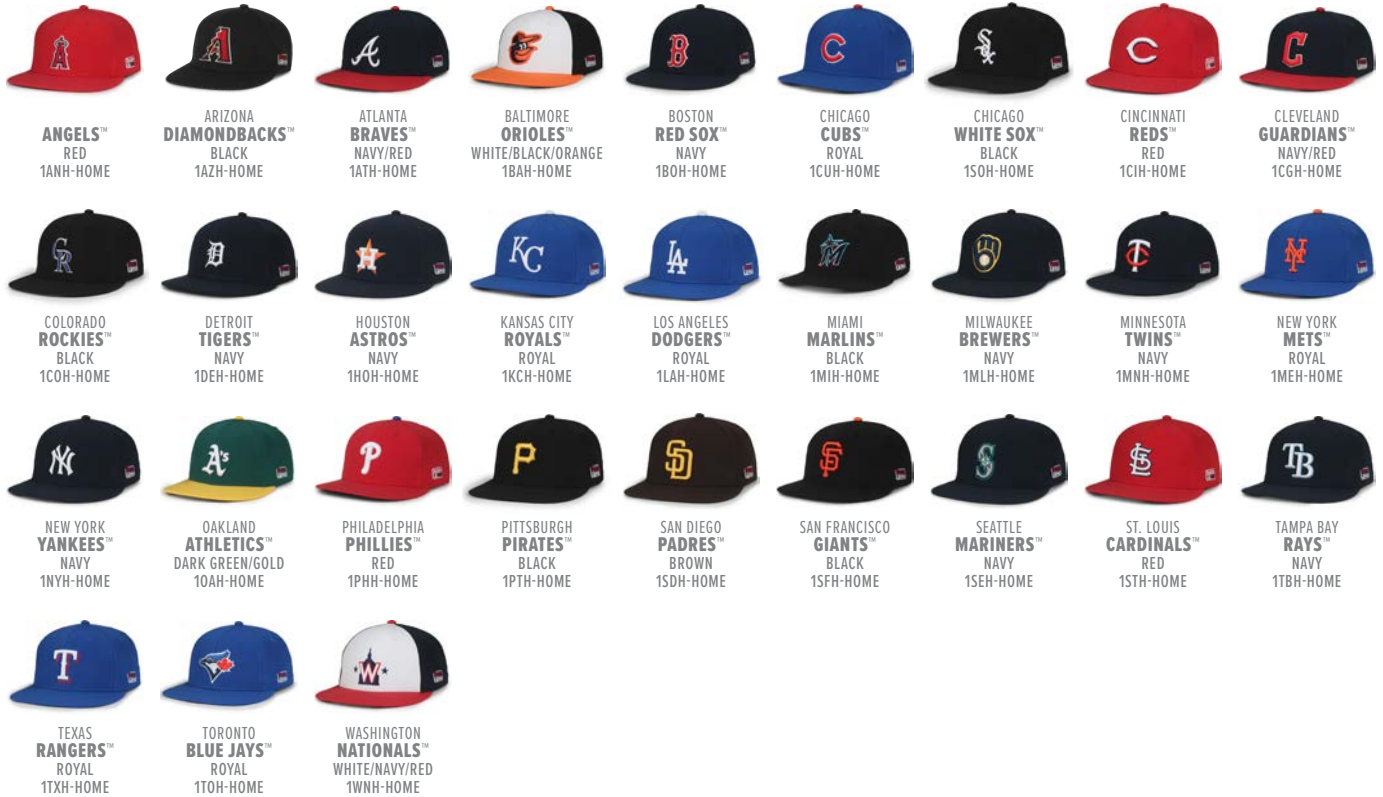 ANGELS™
RED
1ANH-HOME
ARIZONA
DIAMONDBACKS™
BLACK
1AZH-HOME
ATLANTA
BRAVES™
NAVY/RED
1ATH-HOME
BALTIMORE
ORIOLES™
WHITE/BLACK/ORANGE
1BAH-HOME
BOSTON
RED SOX™
NAVY
1BOH-HOME
CHICAGO
CUBS™
ROYAL
1CUH-HOME
CHICAGO
WHITE SOX™
BLACK
1SOH-HOME
CINCINNATI
REDS™
RED
1CIH-HOME
CLEVELAND
GUARDIANS™
NAVY/RED
1CGH-HOME
COLORADO
ROCKIES™
BLACK
1COH-HOME
DETROIT
TIGERS™
NAVY
1DEH-HOME
HOUSTON
ASTROS™
NAVY
1HOH-HOME
KANSAS CITY
ROYALS™
ROYAL
1KCH-HOME
LOS ANGELES
DODGERS™
ROYAL
1LAH-HOME
MIAMI
MARLINS™
BLACK
1MIH-HOME
MILWAUKEE
BREWERS™
NAVY
1MLH-HOME
MINNESOTA
TWINS™
NAVY
1MNH-HOME
NEW YORK
METS™
ROYAL
1MEH-HOME
NEW YORK
YANKEES™
NAVY
1NYH-HOME
OAKLAND
ATHLETICS™
DARK GREEN/GOLD
1OAH-HOME
PHILADELPHIA
PHILLIES™
RED
1PHH-HOME
PITTSBURGH
PIRATES™
BLACK
1PTH-HOME
SAN DIEGO
PADRES™
BROWN
1SDH-HOME
SAN FRANCISCO
GIANTS™
BLACK
1SFH-HOME
SEATTLE
MARINERS™
NAVY
1SEH-HOME
ST. LOUIS
CARDINALS™
RED
1STH-HOME
TAMPA BAY
RAYS™
NAVY
1TBH-HOME
TEXAS
RANGERS™
ROYAL
1TXH-HOME
TORONTO
BLUE JAYS™
ROYAL
1TOH-HOME
WASHINGTON
NATIONALS™
WHITE/NAVY/RED
1WNH-HOME